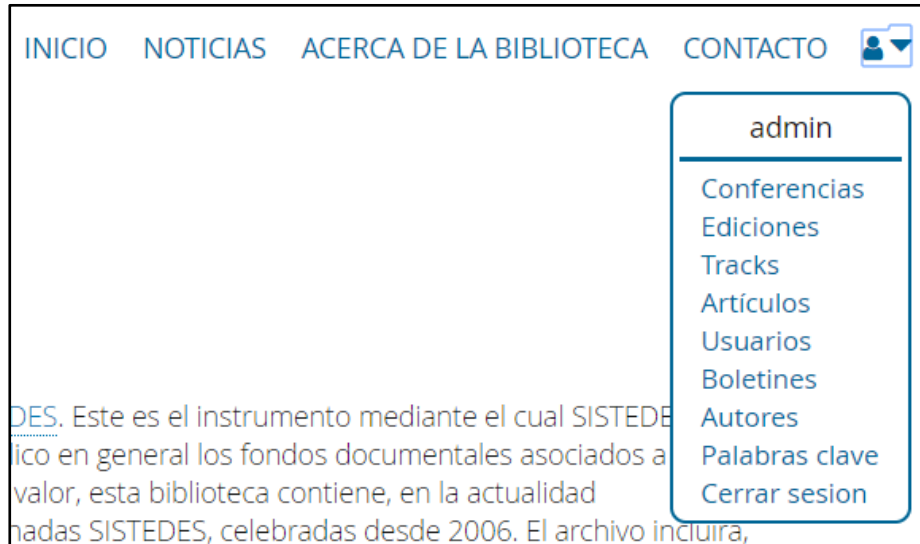 INICIO NOTICIAS ACERCA DE LA BIBLIOTECA CONTACTO
admin
Conferencias
Ediciones
Tracks
Artículos
Usuarios
Boletines
Autores
Palabras clave
Cerrar sesion
DES. Este es el instrumento mediante el cual SISTEDE
lico en general los fondos documentales asociados a
valor, esta biblioteca contiene, en la actualidad
nadas SISTEDES, celebradas desde 2006. El archivo incluirá,